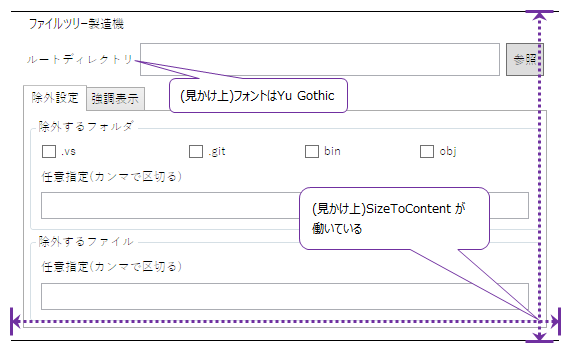 ファイルツリー製造機
ルートディレクトリ
参照
(見かけ上)フォントはYu Gothic
除外設定 強調表示
除外するフォルダ
.vs .git bin obj
任意指定(カンマで区切る)
(見かけ上)SizeToContent が
働いている
除外するファイル
任意指定(カンマで区切る)